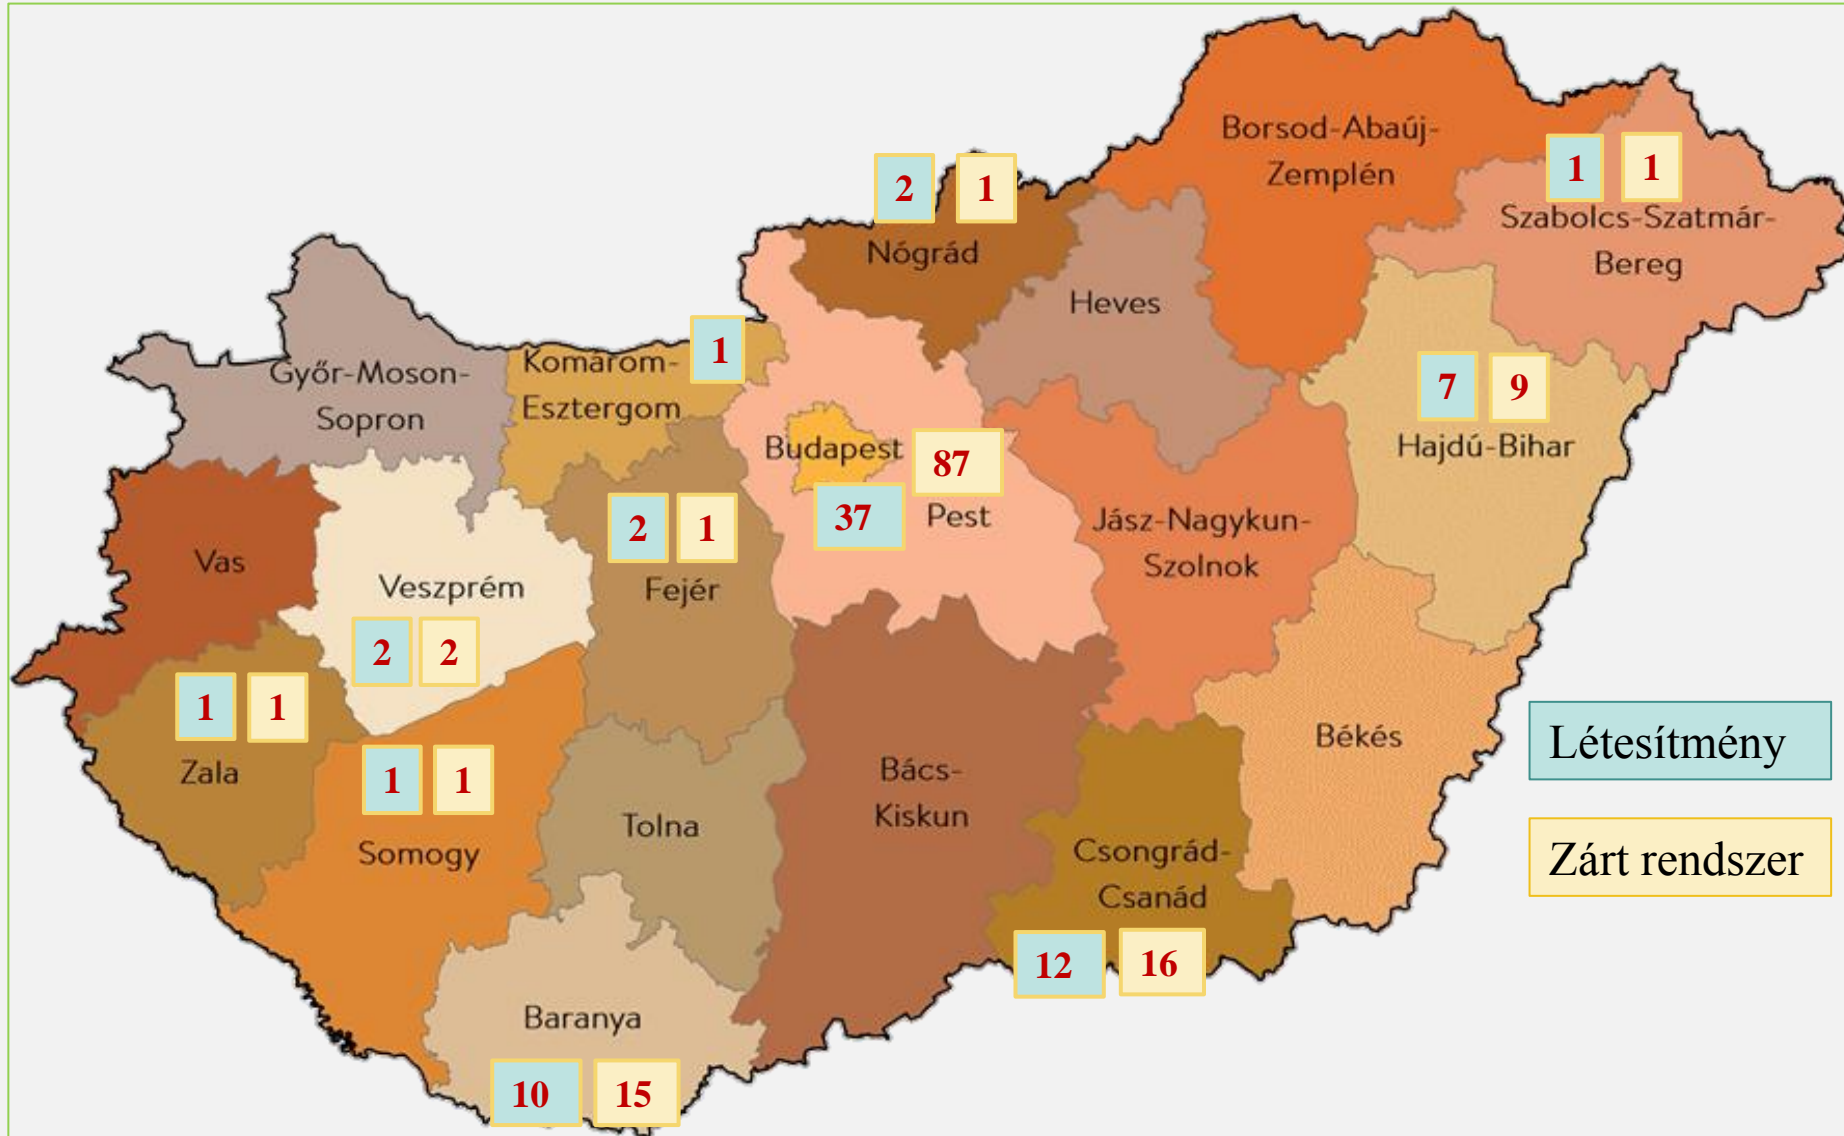 Borsod-Abaúj-
Zemplén
1
1
Szabolcs-Szatmár-
Bereg
2
1
Nógrád
Heves
Győr-Moson-
Sopron
Komárom-
Esztergom
1
Budapest
87
37
Pest
7
9
Hajdú-Bihar
Jász-Nagykun-
Szolnok
Vas
Veszprém
2
2
2
1
Fejér
1
1
Zala
1
1
Somogy
Tolna
Bács-
Kiskun
Békés
Csongrád-
Csanád
12
16
Baranya
10
15
Létesítmény
Zárt rendszer